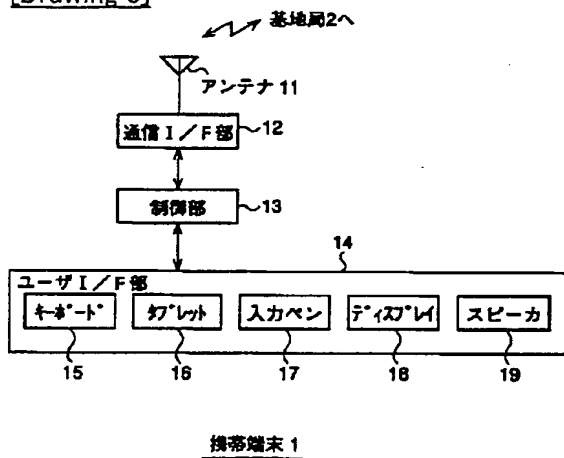 基地局2へ
アンテナ 11
通信I/F部 12
制御部 13
14
ユーザI/F部
キーボード タブレット 入力ペン ディスプレイ スピーカ
15 16 17 18 19
携帯端末 1